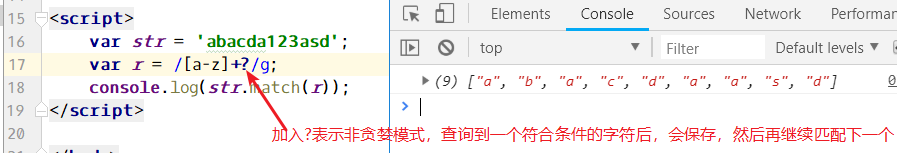 15 <script>
16 var str = 'abacda123asd';
17 var r = /[a-z]+?/g;
18 console.log(str.match(r));
19 </script>
20
21
Elements Console Sources Network Performance
top Filter Default levels ▼
▶ (9) ["a", "b", "a", "c", "d", "a", "a", "s", "d"]
>
加入?表示非贪婪模式，查询到一个符合条件的字符后，会保存，然后再继续匹配下一个